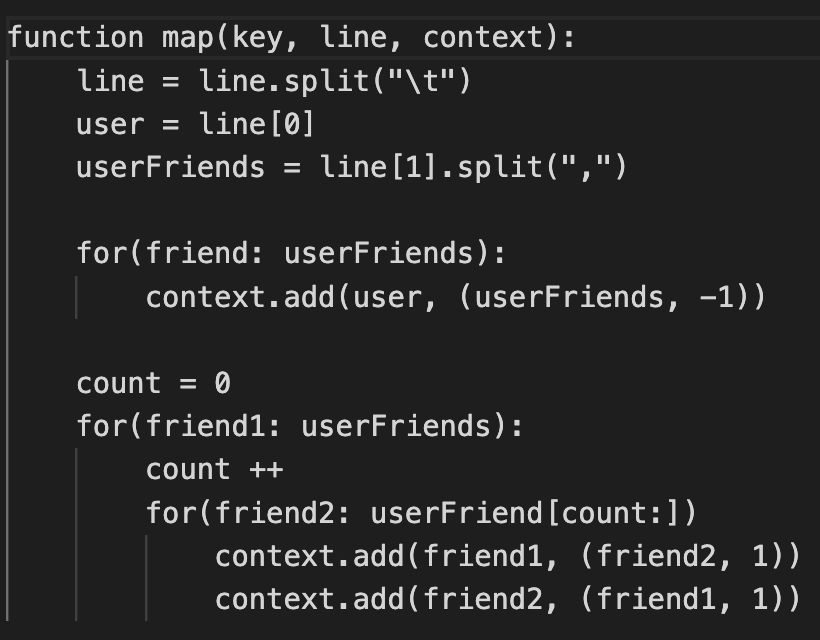 function map(key, line, context):
    line = line.split("\t")
    user = line[0]
    userFriends = line[1].split(",")

    for(friend: userFriends):
        context.add(user, (userFriends, -1))

    count = 0
    for(friend1: userFriends):
        count ++
        for(friend2: userFriend[count:])
            context.add(friend1, (friend2, 1))
            context.add(friend2, (friend1, 1))